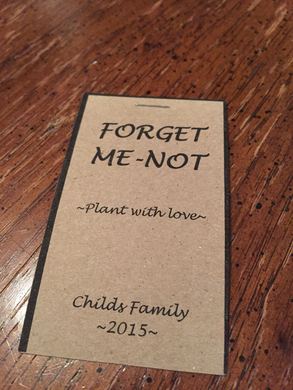 FORGET
ME-NOT
~Plant with love~
Childs Family
~2015~